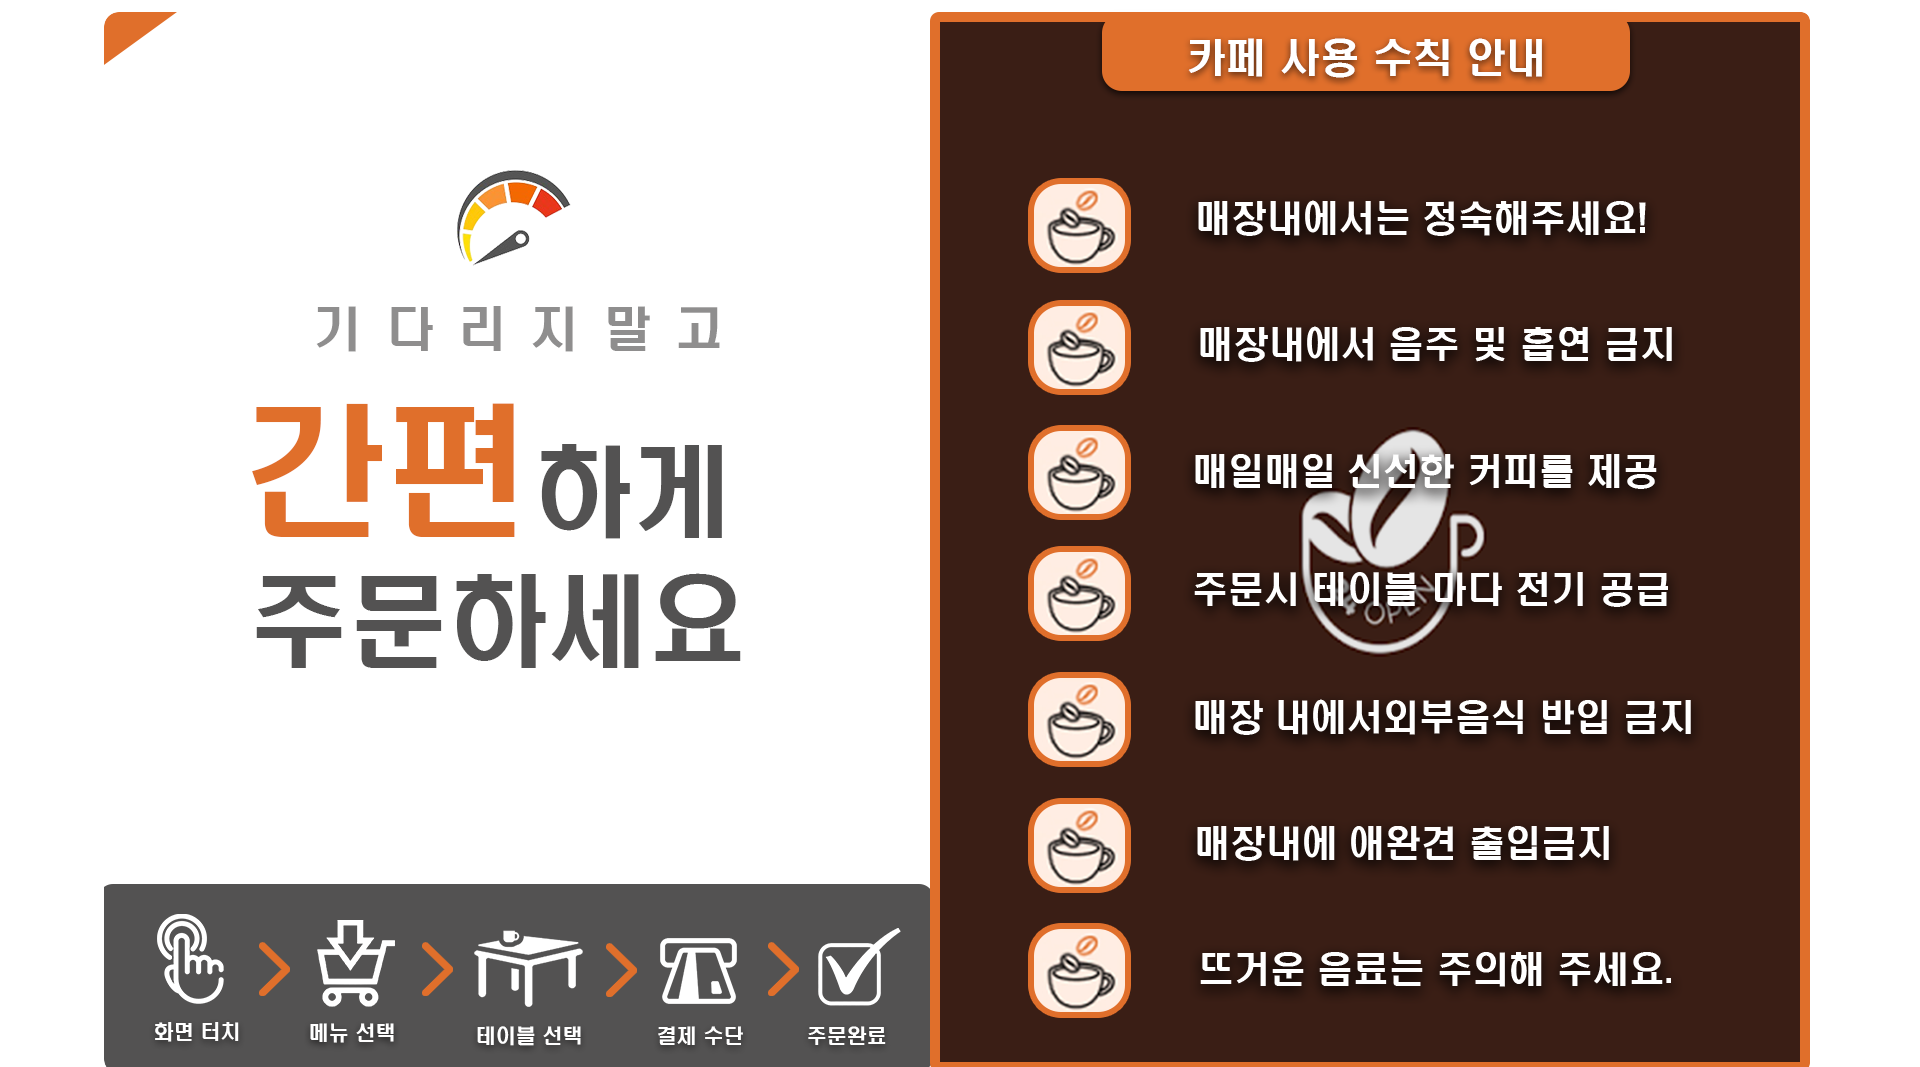 기다리지말고
간편하게
주문하세요
화면 터치
메뉴 선택
테이블 선택
결제 수단
주문완료
카페 사용 수칙 안내
매장내에서는 정숙해주세요!
매장내에서 음주 및 흡연 금지
매일매일 신선한 커피를 제공
주문시 테이블 마다 전기 공급
OPEN
매장 내에서외부음식 반입 금지
매장내에 애완견 출입금지
뜨거운 음료는 주의해 주세요.